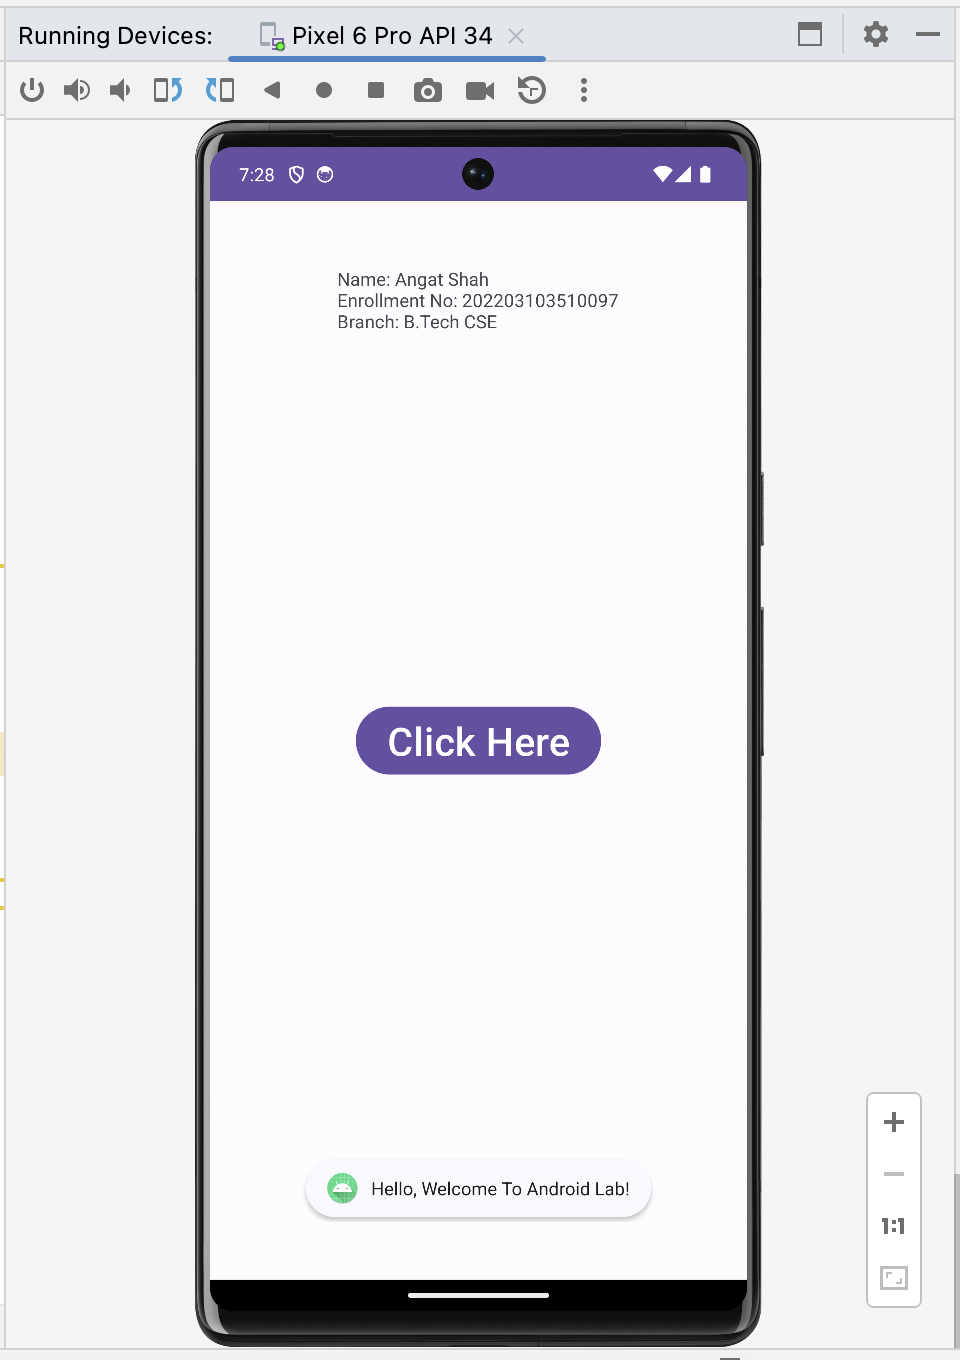 Running Devices: Pixel 6 Pro API 34
7:28
Name: Angat Shah
Enrollment No: 202203103510097
Branch: B.Tech CSE
Click Here
Hello, Welcome To Android Lab!
1:1